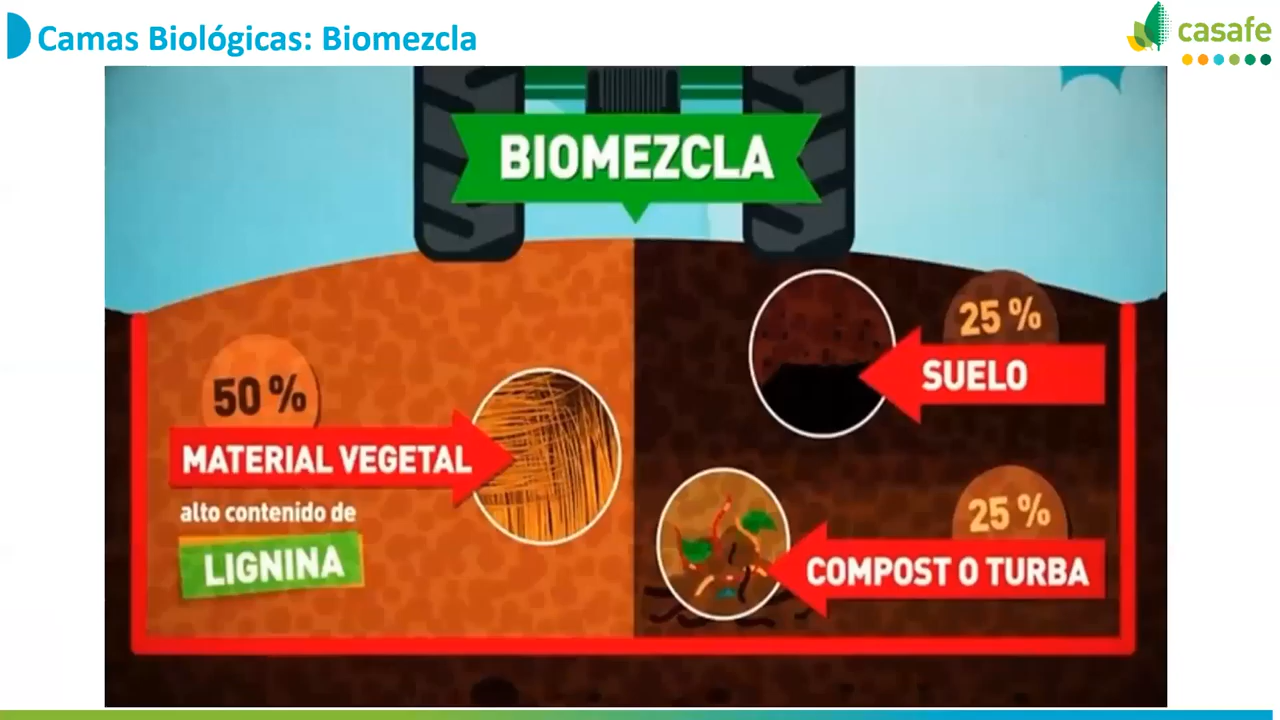 Camas Biológicas: Biomezcla
casafe
BIOMEZCLA
50 %
MATERIAL VEGETAL
alto contenido de
LIGNINA
25 %
SUELO
25 %
COMPOST O TURBA